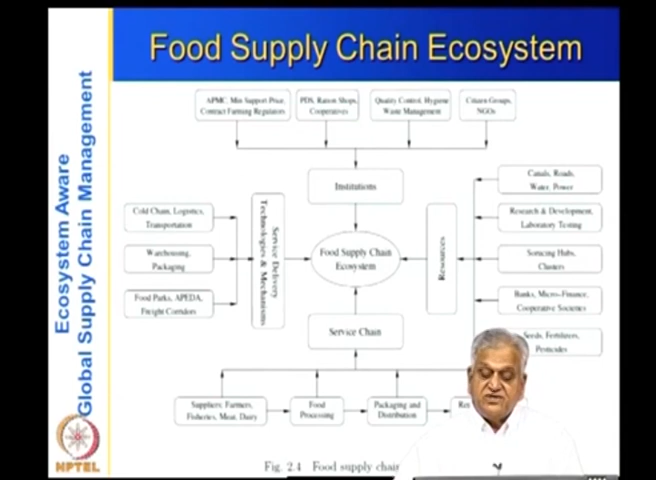 Food Supply Chain Ecosystem
Ecosystem Aware
Global Supply Chain Management
APMC, Min Support Price,
Contract Farming Regulators
PDS, Ration Shops,
Cooperatives
Quality Control, Hygiene
Waste Management
Citizen Groups,
NGOs
Institutions
Canals, Roads,
Water, Power
Cold Chain, Logistics,
Transportation
Research & Development,
Laboratory Testing
Service Delivery
Technologies & Mechanisms
Food Supply Chain
Ecosystem
Resources
Warehousing,
Packaging
Sorucing Hubs,
Clusters
Food Parks, APEDA,
Freight Corridors
Banks, Micro-Finance,
Cooperative Societies
Service Chain
Seeds, Fertilizers,
Pesticides
Suppliers, Farmers,
Fisheries, Meat, Dairy
Food
Processing
Packaging and
Distribution
NPTEL
Fig. 2.4 Food supply chain